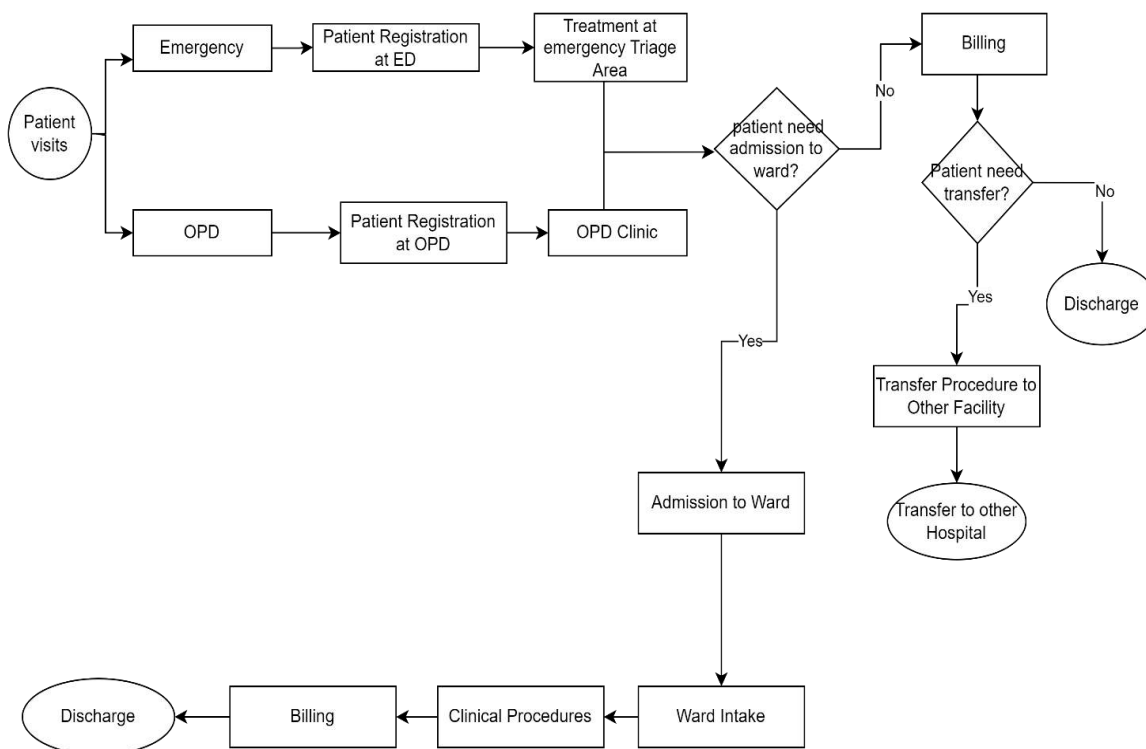 Emergency
Patient Registration
at ED
Treatment at
emergency Triage
Area
Billing
No
Patient
visits
patient need
admission to
ward?
Patient need
transfer?
No
OPD
Patient Registration
at OPD
OPD Clinic
Yes
Discharge
Yes
Transfer Procedure to
Other Facility
Admission to Ward
Transfer to other
Hospital
Discharge
Billing
Clinical Procedures
Ward Intake